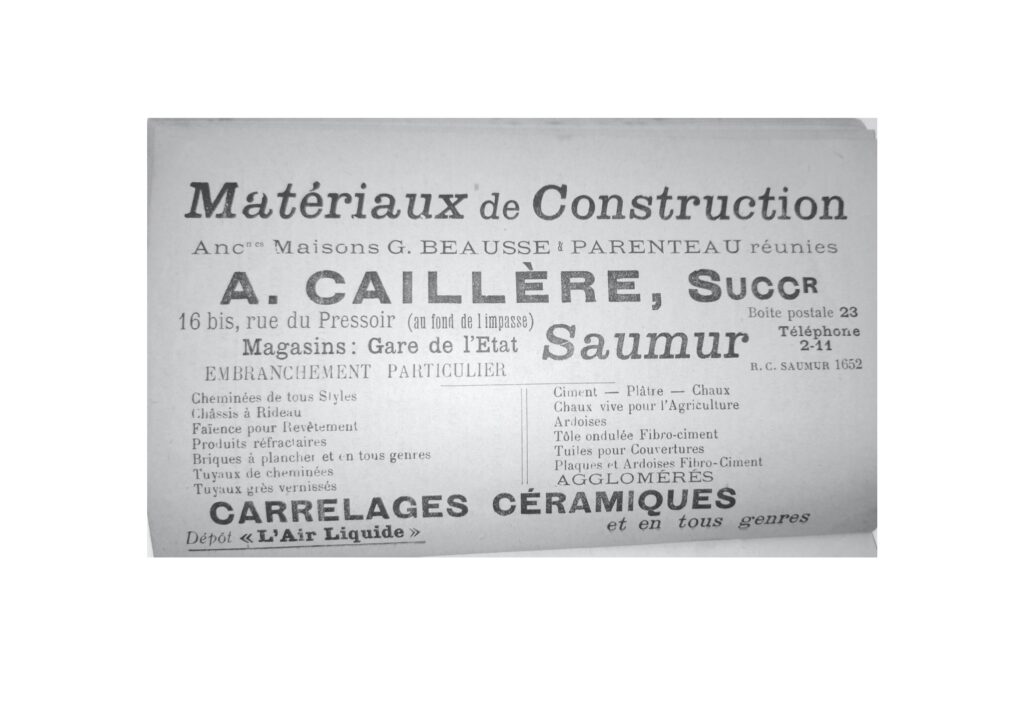 Matériaux de Construction
Anc^nes Maisons G. BEAUSSE & PARENTEAU réunies
A. CAILLÈRE, SUCCR
16 bis, rue du Pressoir (au fond de l'impasse)
Magasins : Gare de l'Etat
EMBRANCHEMENT PARTICULIER
Saumur
Boîte postale 23
Téléphone
2-11
R. C. SAUMUR 1652
Cheminées de tous Styles
Châssis à Rideau
Faïence pour Revêtement
Produits réfractaires
Briques à plancher et en tous genres
Tuyaux de cheminées
Tuyaux grès vernissés
Ciment — Plâtre — Chaux
Chaux vive pour l'Agriculture
Ardoises
Tôle ondulée Fibro-ciment
Tuiles pour Couvertures
Plaques et Ardoises Fibro-Ciment
AGGLOMÉRÉS
CARRELAGES CÉRAMIQUES
et en tous genres
Dépôt « L'Air Liquide »